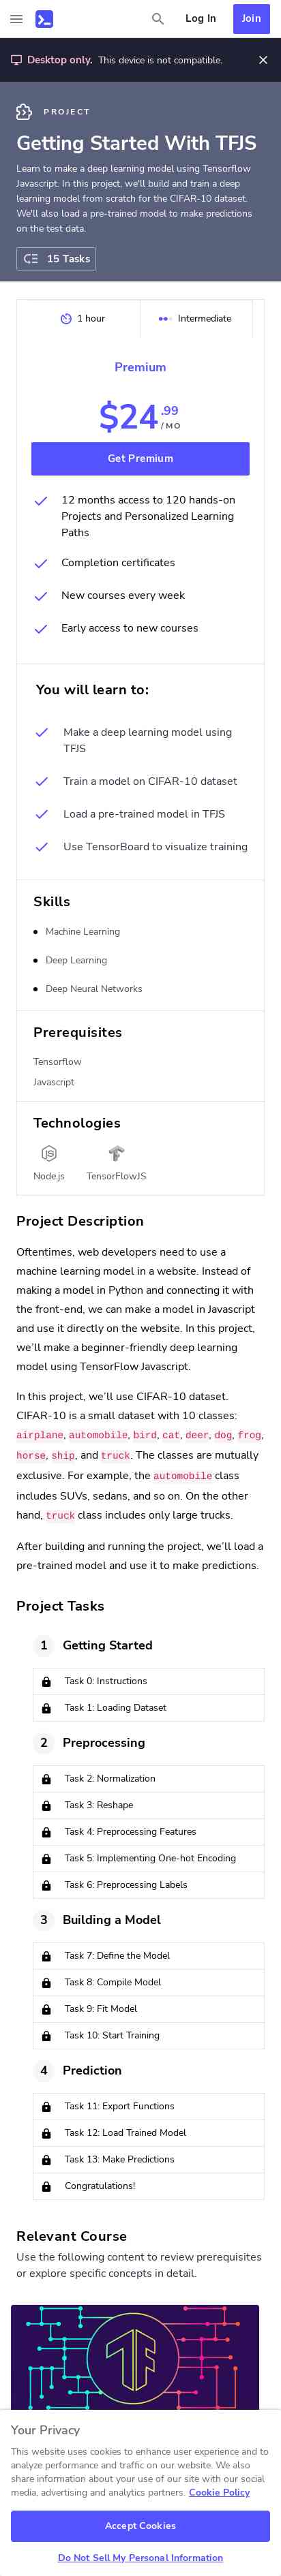 Log In
Join
Desktop only. This device is not compatible.
PROJECT
Getting Started With TFJS
Learn to make a deep learning model using Tensorflow
Javascript. In this project, we'll build and train a deep
learning model from scratch for the CIFAR-10 dataset.
We'll also load a pre-trained model to make predictions
on the test data.
15 Tasks
1 hour
Intermediate
Premium
$24.99
/ MO
Get Premium
12 months access to 120 hands-on
Projects and Personalized Learning
Paths
Completion certificates
New courses every week
Early access to new courses
You will learn to:
Make a deep learning model using
TFJS
Train a model on CIFAR-10 dataset
Load a pre-trained model in TFJS
Use TensorBoard to visualize training
Skills
Machine Learning
Deep Learning
Deep Neural Networks
Prerequisites
Tensorflow
Javascript
Technologies
Node.js
TensorFlowJS
Project Description
Oftentimes, web developers need to use a
machine learning model in a website. Instead of
making a model in Python and connecting it with
the front-end, we can make a model in Javascript
and use it directly on the website. In this project,
we’ll make a beginner-friendly deep learning
model using TensorFlow Javascript.
In this project, we’ll use CIFAR-10 dataset.
CIFAR-10 is a small dataset with 10 classes:
airplane, automobile, bird, cat, deer, dog, frog,
horse, ship, and truck. The classes are mutually
exclusive. For example, the automobile class
includes SUVs, sedans, and so on. On the other
hand, truck class includes only large trucks.
After building and running the project, we’ll load a
pre-trained model and use it to make predictions.
Project Tasks
1 Getting Started
Task 0: Instructions
Task 1: Loading Dataset
2 Preprocessing
Task 2: Normalization
Task 3: Reshape
Task 4: Preprocessing Features
Task 5: Implementing One-hot Encoding
Task 6: Preprocessing Labels
3 Building a Model
Task 7: Define the Model
Task 8: Compile Model
Task 9: Fit Model
Task 10: Start Training
4 Prediction
Task 11: Export Functions
Task 12: Load Trained Model
Task 13: Make Predictions
Congratulations!
Relevant Course
Use the following content to review prerequisites
or explore specific concepts in detail.
Your Privacy
This website uses cookies to enhance user experience and to
analyze performance and traffic on our website. We also
share information about your use of our site with our social
media, advertising and analytics partners. Cookie Policy
Accept Cookies
Do Not Sell My Personal Information